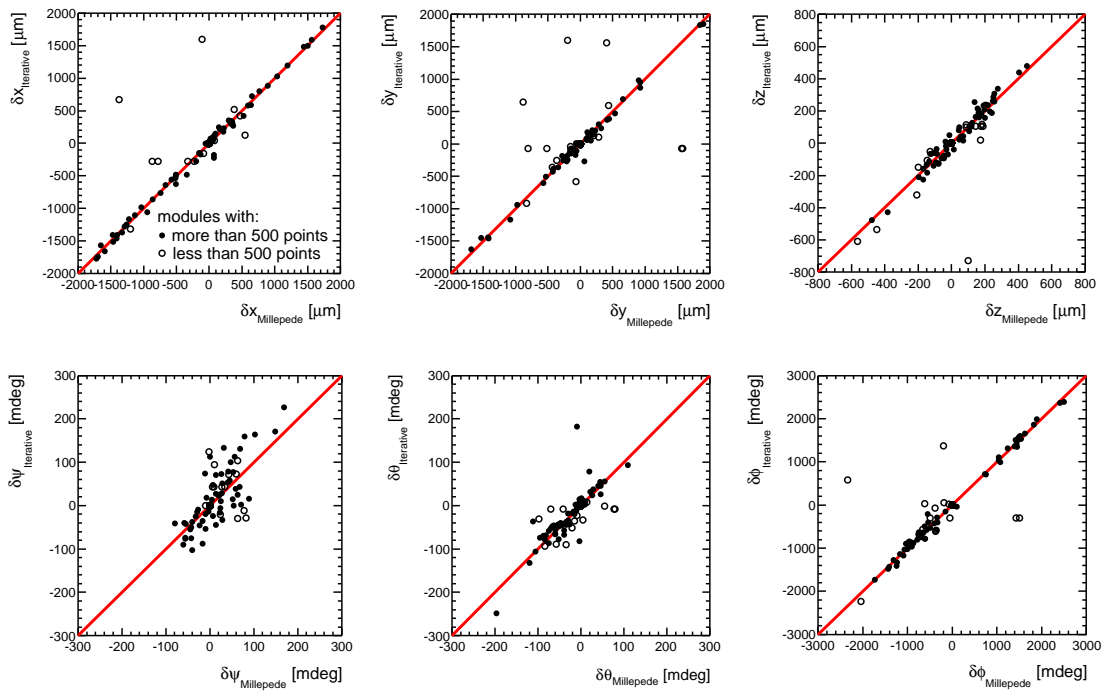 δx_Iterative [μm]
2000
1500
1000
500
0
-500
-1000
-1500
-2000
modules with:
more than 500 points
less than 500 points
-2000 -1500 -1000 -500 0 500 1000 1500 2000
δx_Millepede [μm]
δy_Iterative [μm]
2000
1500
1000
500
0
-500
-1000
-1500
-2000
-2000 -1500 -1000 -500 0 500 1000 1500 2000
δy_Millepede [μm]
δz_Iterative [μm]
800
600
400
200
0
-200
-400
-600
-800
-800 -600 -400 -200 0 200 400 600 800
δz_Millepede [μm]
δψ_Iterative [mdeg]
300
200
100
0
-100
-200
-300
-300 -200 -100 0 100 200 300
δψ_Millepede [mdeg]
δθ_Iterative [mdeg]
300
200
100
0
-100
-200
-300
-300 -200 -100 0 100 200 300
δθ_Millepede [mdeg]
δϕ_Iterative [mdeg]
3000
2000
1000
0
-1000
-2000
-3000
-3000 -2000 -1000 0 1000 2000 3000
δϕ_Millepede [mdeg]